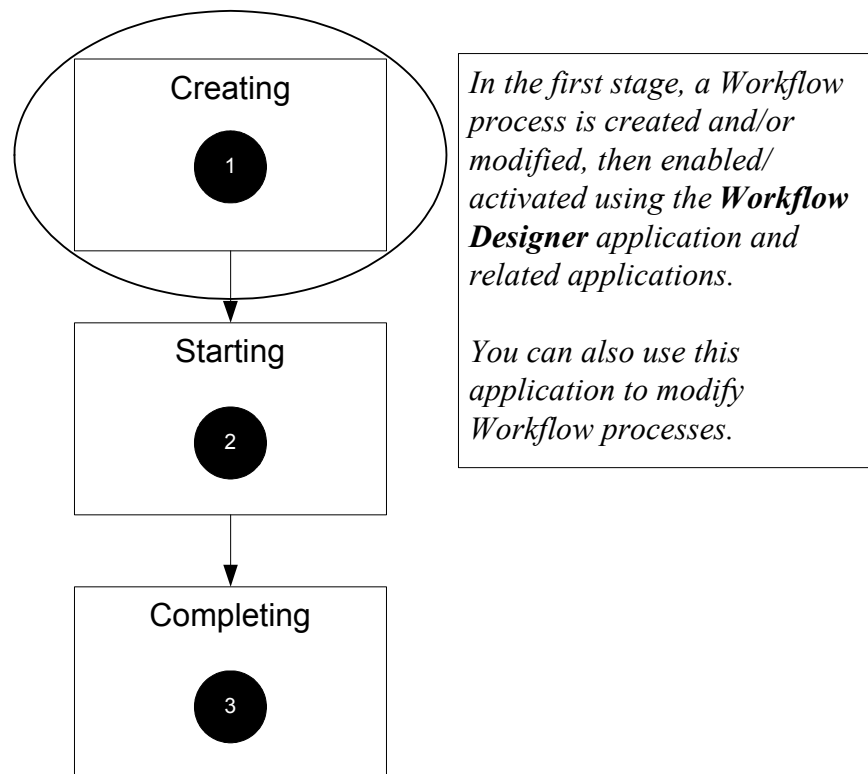 Creating
1
Starting
2
Completing
3
In the first stage, a Workflow
process is created and/or
modified, then enabled/
activated using the Workflow
Designer application and
related applications.
You can also use this
application to modify
Workflow processes.